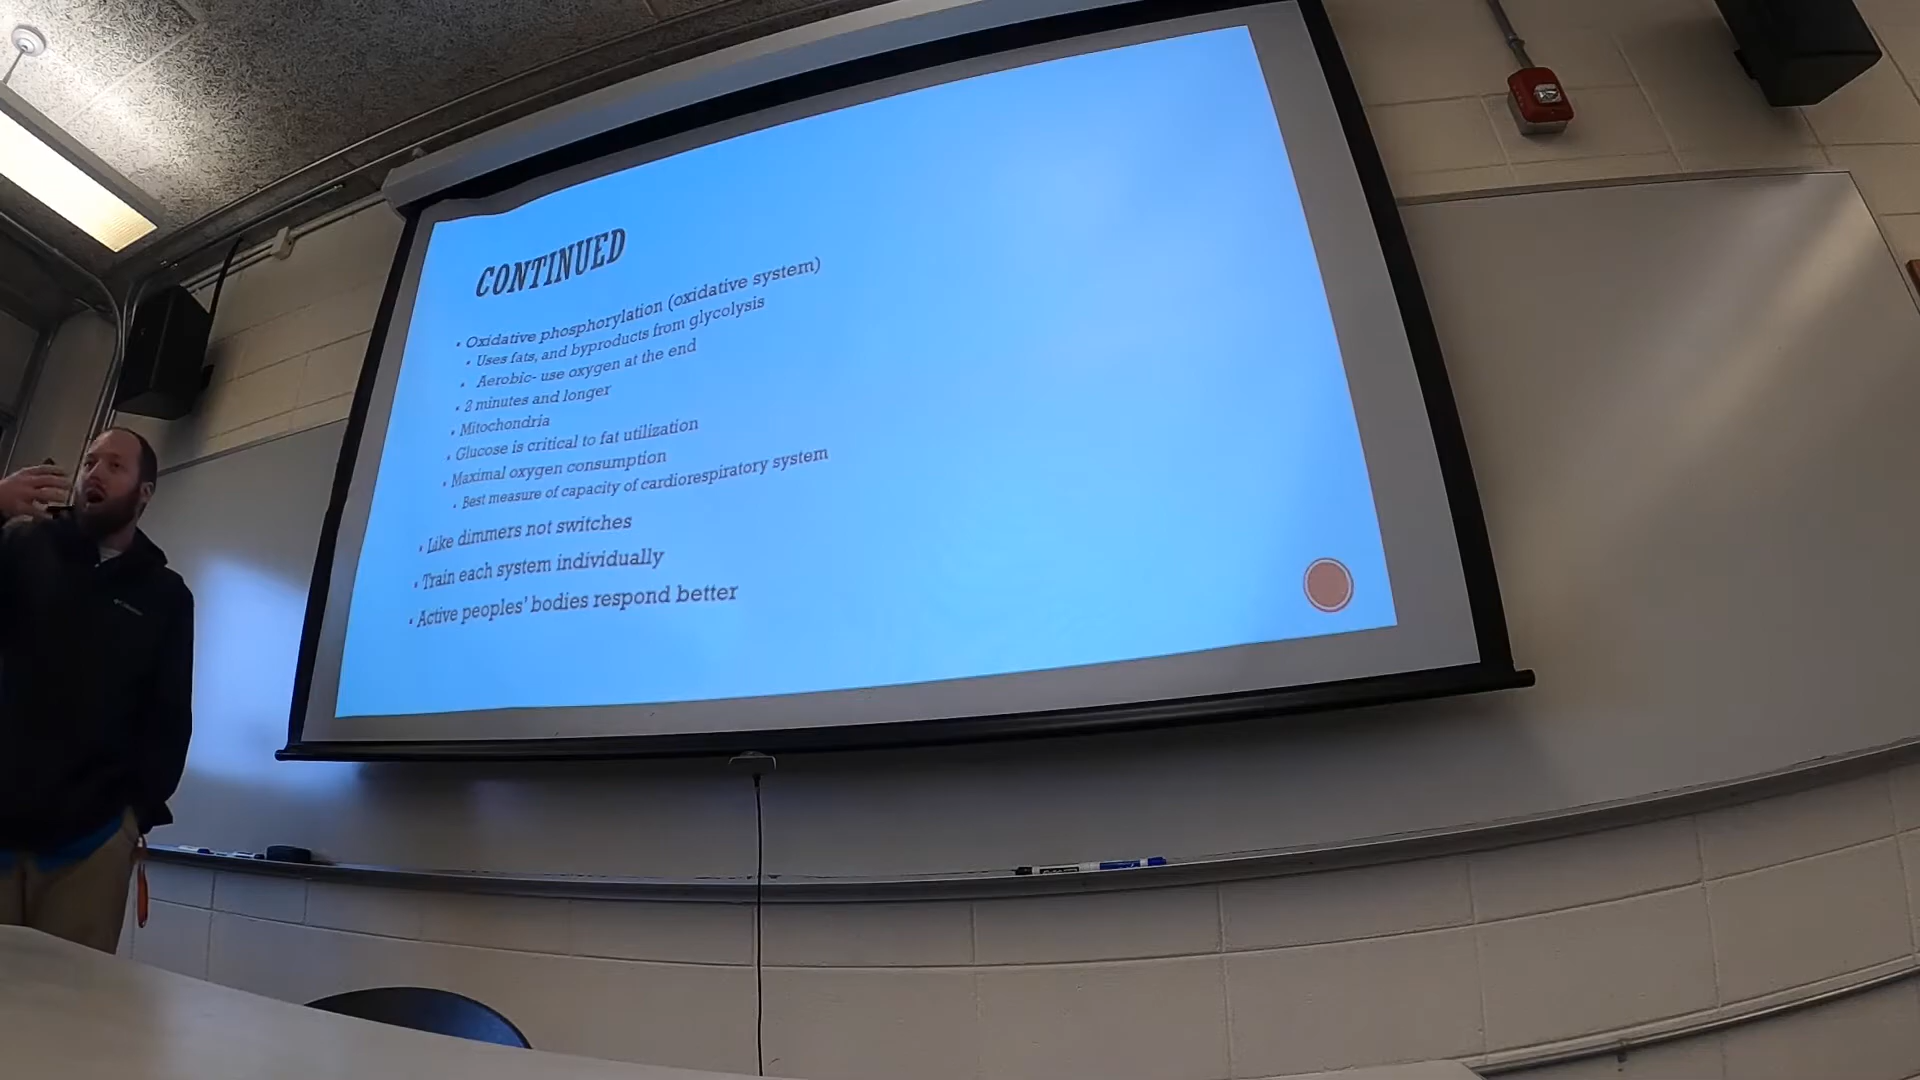 CONTINUED
• Oxidative phosphorylation (oxidative system)
• Uses fats, and byproducts from glycolysis
• Aerobic- use oxygen at the end
• 2 minutes and longer
• Mitochondria
• Glucose is critical to fat utilization
• Maximal oxygen consumption
• Best measure of capacity of cardiorespiratory system
• Like dimmers not switches
• Train each system individually
• Active peoples' bodies respond better